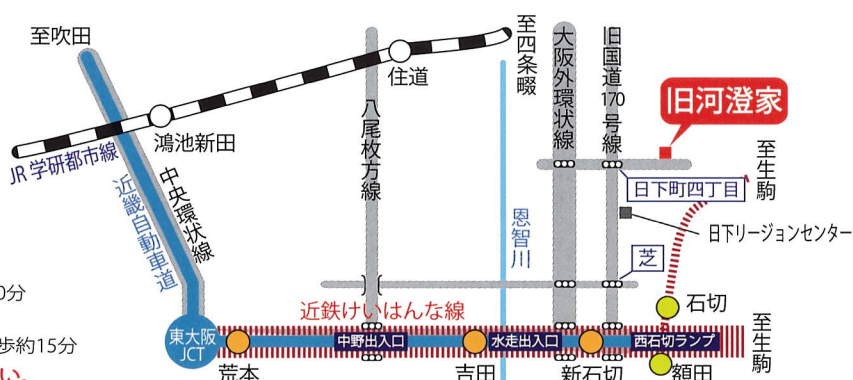 至吹田
JR 学研都市線
鴻池新田
住道
至四条畷
近畿自動車道
中央環状線
八尾枚方線
恩智川
大阪外環状線
旧国道170号線
旧河澄家
至生駒
日下町四丁目
日下リージョンセンター
芝
近鉄けいはんな線
石切
0分
歩約15分
い。
東大阪
JCT
荒本
中野出入口
吉田
水走出入口
新石切
西石切ランプ
額田
至生駒